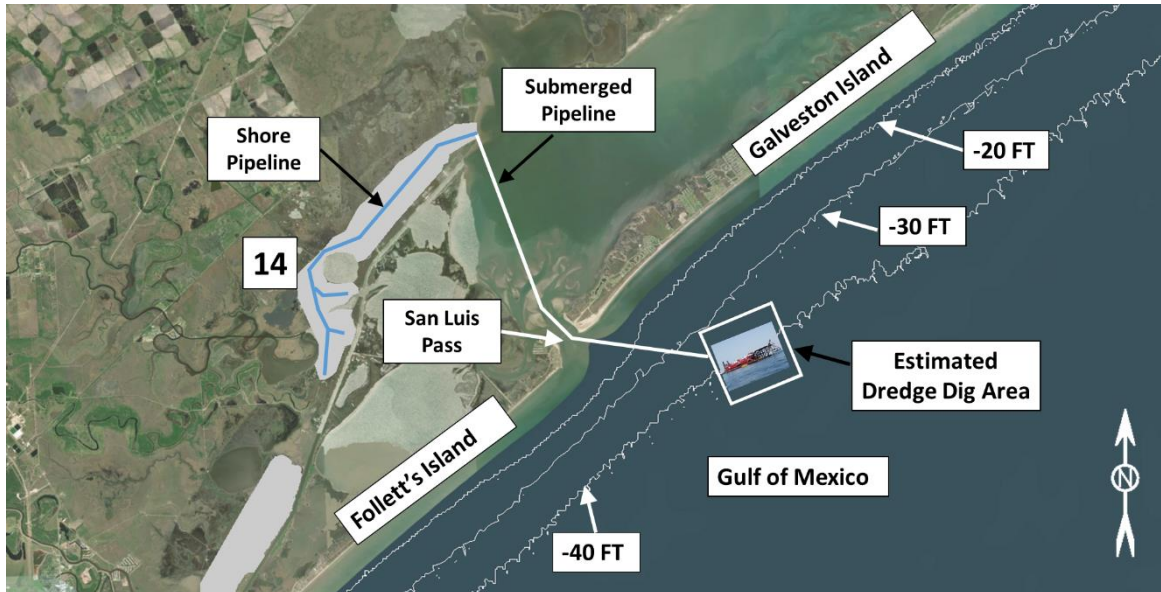 Submerged
Pipeline
Shore
Pipeline
Galveston Island
-20 FT
-30 FT
14
San Luis
Pass
Estimated
Dredge Dig Area
Follett's Island
Gulf of Mexico
N
-40 FT